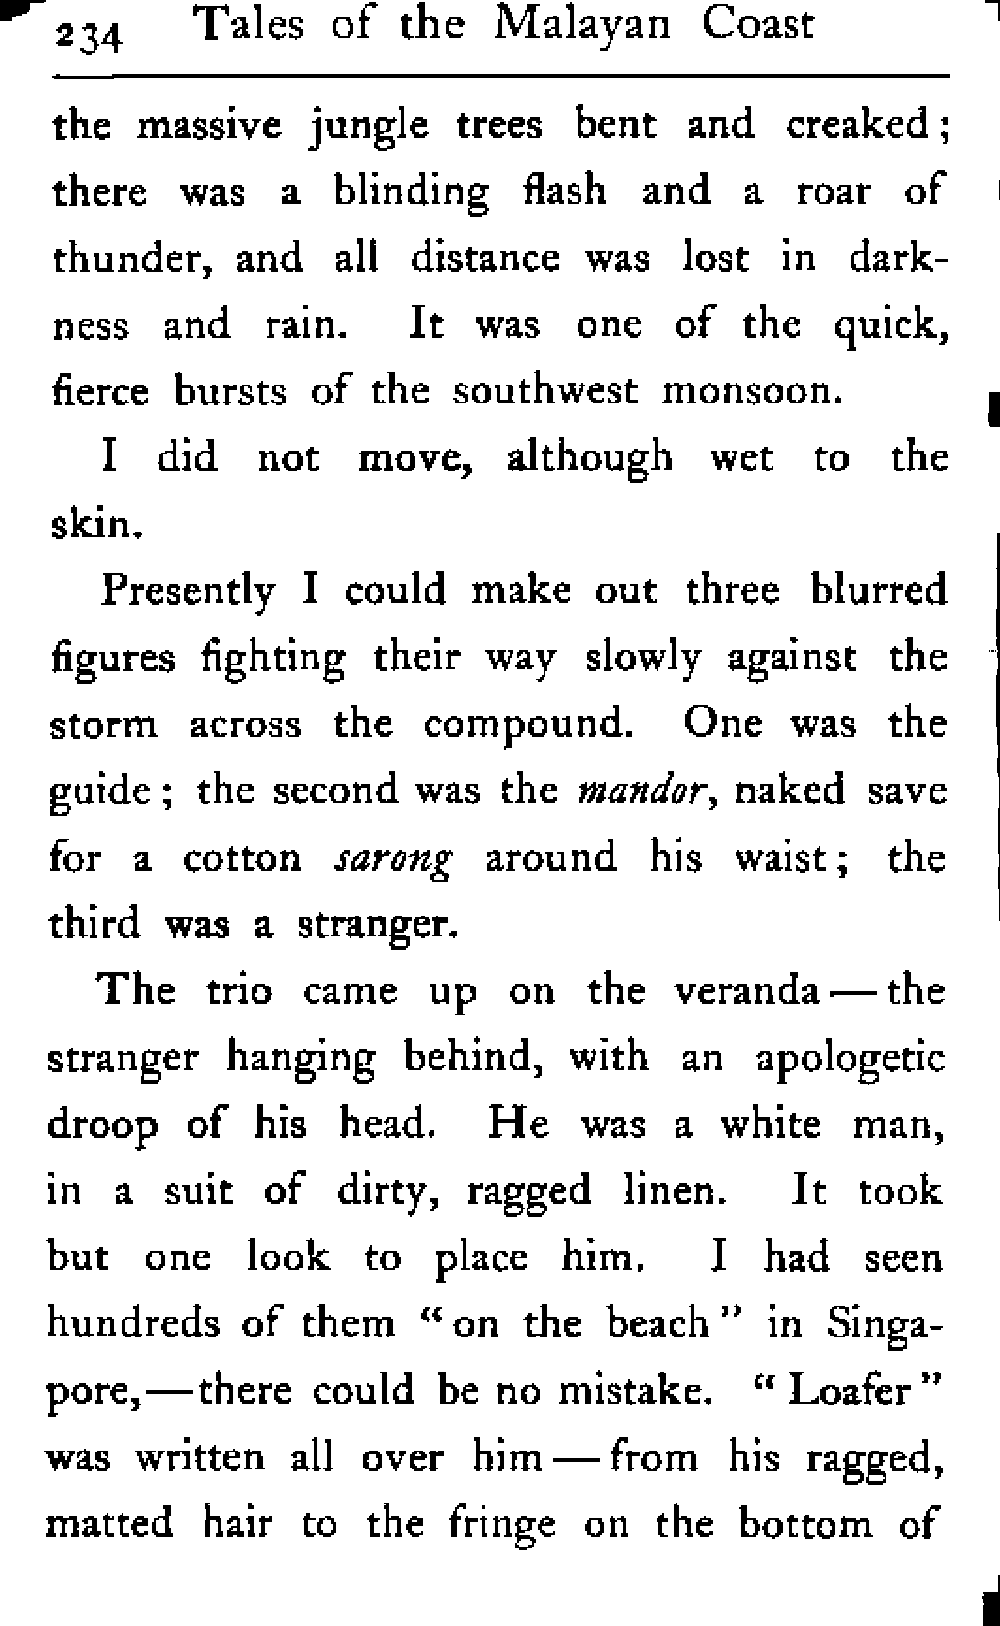 234 Tales of the Malayan Coast
the massive jungle trees bent and creaked;
there was a blinding flash and a roar of
thunder, and all distance was lost in dark-
ness and rain. It was one of the quick,
fierce bursts of the southwest monsoon.
I did not move, although wet to the
skin.
Presently I could make out three blurred
figures fighting their way slowly against the
storm across the compound. One was the
guide; the second was the mandor, naked save
for a cotton sarong around his waist; the
third was a stranger.
The trio came up on the veranda—the
stranger hanging behind, with an apologetic
droop of his head. He was a white man,
in a suit of dirty, ragged linen. It took
but one look to place him. I had seen
hundreds of them “on the beach” in Singa-
pore,—there could be no mistake. “Loafer”
was written all over him—from his ragged,
matted hair to the fringe on the bottom of